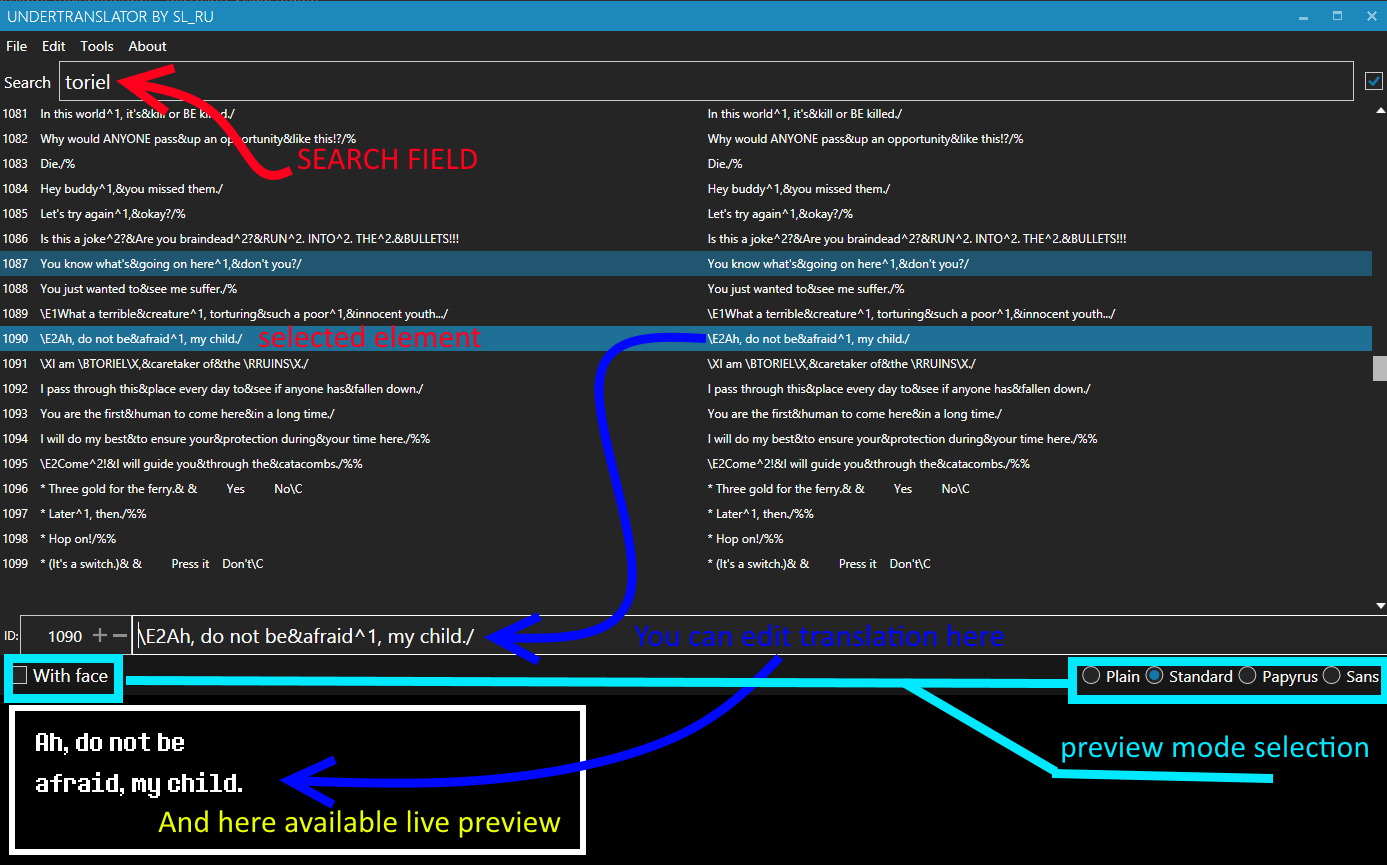 UNDERTRANSLATOR BY SL_RU
File Edit Tools About
Search toriel
1081 In this world^1, it's&kill or BE killed./ In this world^1, it's&kill or BE killed./
1082 Why would ANYONE pass&up an opportunity&like this!?/% Why would ANYONE pass&up an opportunity&like this!?/%
1083 Die./% Die./%
SEARCH FIELD
1084 Hey buddy^1,&you missed them./ Hey buddy^1,&you missed them./
1085 Let's try again^1,&okay?/% Let's try again^1,&okay?/%
1086 Is this a joke^2?&Are you braindead^2?&RUN^2. INTO^2. THE^2.&BULLETS!!! Is this a joke^2?&Are you braindead^2?&RUN^2. INTO^2. THE^2.&BULLETS!!!
1087 You know what's&going on here^1,&don't you?/ You know what's&going on here^1,&don't you?/
1088 You just wanted to&see me suffer./% You just wanted to&see me suffer./%
1089 \E1What a terrible&creature^1, torturing&such a poor^1,&innocent youth.../ \E1What a terrible&creature^1, torturing&such a poor^1,&innocent youth.../
1090 \E2Ah, do not be&afraid^1, my child./ selected element \E2Ah, do not be&afraid^1, my child./
1091 \XI am \BTORIEL\X,&caretaker of&the \RRUINS\X./ \XI am \BTORIEL\X,&caretaker of&the \RRUINS\X./
1092 I pass through this&place every day to&see if anyone has&fallen down./ I pass through this&place every day to&see if anyone has&fallen down./
1093 You are the first&human to come here&in a long time./ You are the first&human to come here&in a long time./
1094 I will do my best&to ensure your&protection during&your time here./%% I will do my best&to ensure your&protection during&your time here./%%
1095 \E2Come^2!&I will guide you&through the&catacombs./%% \E2Come^2!&I will guide you&through the&catacombs./%%
1096 * Three gold for the ferry.& & Yes No\C * Three gold for the ferry.& & Yes No\C
1097 * Later^1, then./%% * Later^1, then./%%
1098 * Hop on!/%% * Hop on!/%%
1099 * (It's a switch.)& & Press it Don't\C * (It's a switch.)& & Press it Don't\C
ID: 1090 \E2Ah, do not be&afraid^1, my child./ You can edit translation here
With face Plain Standard Papyrus Sans
preview mode selection
Ah, do not be
afraid, my child.
And here available live preview